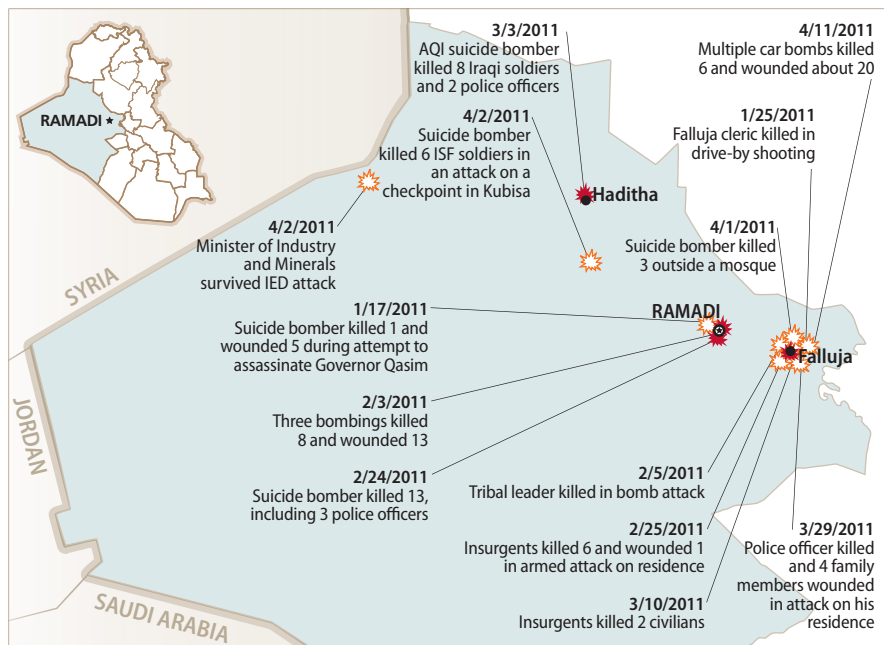 RAMADI
3/3/2011
AQI suicide bomber
killed 8 Iraqi soldiers
and 2 police officers
4/11/2011
Multiple car bombs killed
6 and wounded about 20
4/2/2011
Suicide bomber
killed 6 ISF soldiers in
an attack on a
checkpoint in Kubisa
1/25/2011
Falluja cleric killed in
drive-by shooting
Haditha
4/2/2011
Minister of Industry
and Minerals
survived IED attack
4/1/2011
Suicide bomber killed
3 outside a mosque
SYRIA
1/17/2011
Suicide bomber killed 1 and
wounded 5 during attempt to
assassinate Governor Qasim
RAMADI
Falluja
JORDAN
2/3/2011
Three bombings killed
8 and wounded 13
2/24/2011
Suicide bomber killed 13,
including 3 police officers
2/5/2011
Tribal leader killed in bomb attack
2/25/2011
Insurgents killed 6 and wounded 1
in armed attack on residence
3/10/2011
Insurgents killed 2 civilians
3/29/2011
Police officer killed
and 4 family
members wounded
in attack on his
residence
SAUDI ARABIA